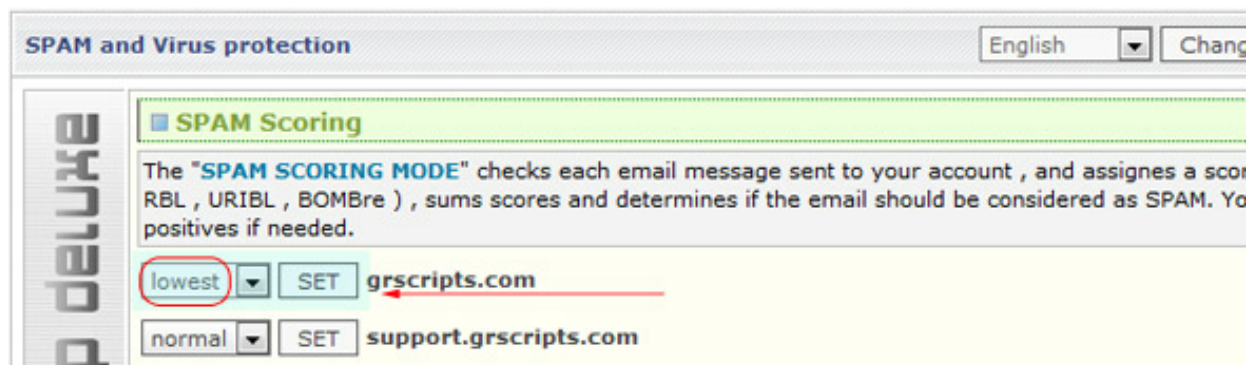 SPAM and Virus protection
English
Chang
SPAM Scoring
The "SPAM SCORING MODE" checks each email message sent to your account , and assignes a scor
RBL , URIBL , BOMBre ) , sums scores and determines if the email should be considered as SPAM. Yo
positives if needed.
lowest SET grscripts.com
normal SET support.grscripts.com
p deluxe